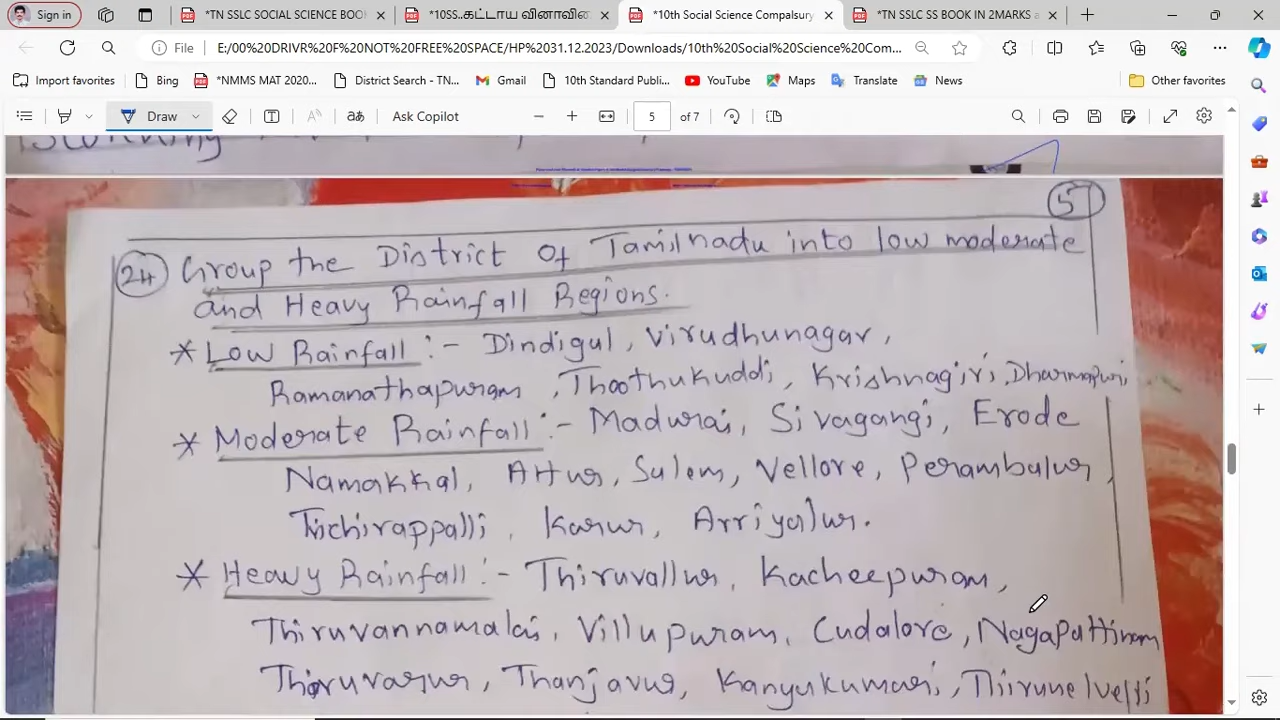 Sign in
*TN SSLC SOCIAL SCIENCE BOO
*10SS..கட்டாய வினாவின
*10th Social Science Compalsury
*TN SSLC SS BOOK IN 2MARKS a
File
E:/00%20DRIVR%20F%20NOT%20FREE%20SPACE/HP%2031.12.2023/Downloads/10th%20Social%20Science%20Com...
Import favorites
Bing
*NMMS MAT 2020...
District Search - TN...
Gmail
10th Standard Publi...
YouTube
Maps
Translate
News
Other favorites
Draw
Ask Copilot
5 of 7
5
24 Group the District Of Tamilnadu into low moderate
and Heavy Rainfall Regions.
* Low Rainfall :- Dindigul, Virudhunagar,
Ramanathapuram, Thoothukuddi, Krishnagiri, Dharmapuri,
* Moderate Rainfall :- Madurai, Sivagangi, Erode
Namakkal, Attur, Salem, Vellore, Perambalur,
Tichirappalli, Karur, Arriyalur.
* Heavy Rainfall :- Thiruvallur, Kacheepuram,
Thiruvannamalai, Villupuram, Cudalore, Nagapattinam
Thiruvarur, Thanjavur, Kanyukumari, Thirunelvelli